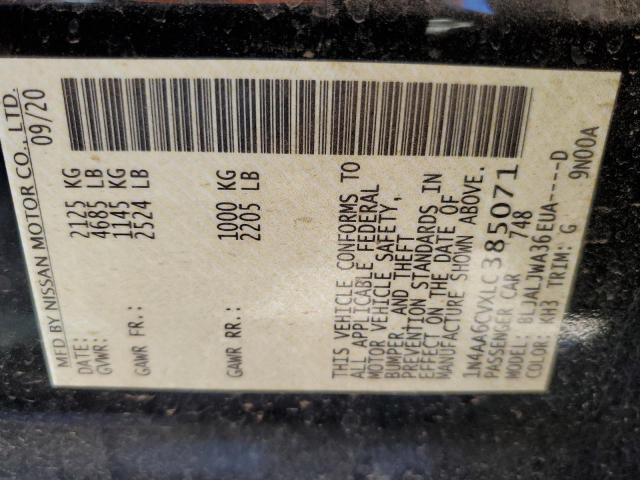 MFD BY NISSAN MOTOR CO., LTD.
09/20
GVWR: 2125 KG
4685 LB
GAWR FR.: 1145 KG
2524 LB
GAWR RR.: 1000 KG
2205 LB
THIS VEHICLE CONFORMS TO
ALL APPLICABLE FEDERAL
MOTOR VEHICLE SAFETY,
BUMPER, AND THEFT
PREVENTION STANDARDS IN
EFFECT ON THE DATE OF
MANUFACTURE SHOWN ABOVE.
1N4AA6CVXLC385071
PASSENGER CAR 748
MODEL: BLJALJWA36EUA-----D
COLOR: KH3 TRIM: G 9N00A